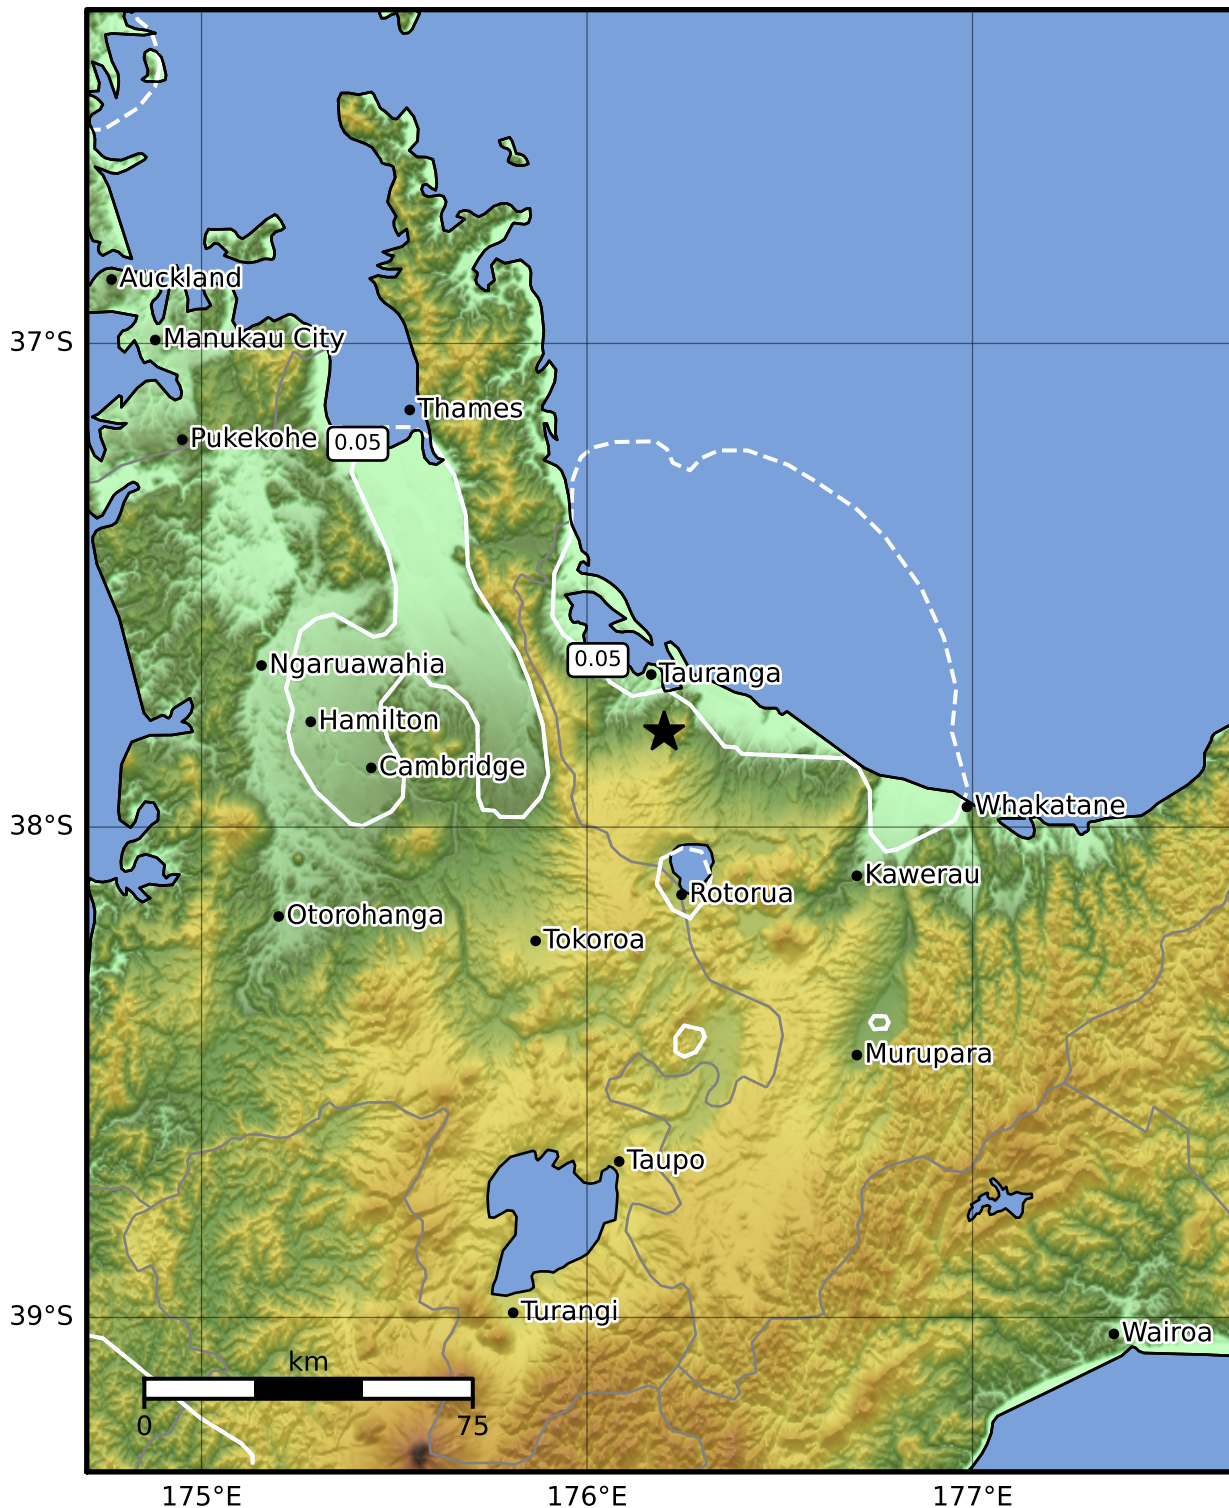 Auckland
Manukau City
37°S
Thames
Pukekohe
0.05
0.05
Ngaruawahia
Tauranga
Hamilton
Cambridge
Whakatane
38°S
Kawerau
Rotorua
Otorohanga
Tokoroa
Murupara
Taupo
Turangi
39°S
Wairoa
km
0
75
175°E
176°E
177°E